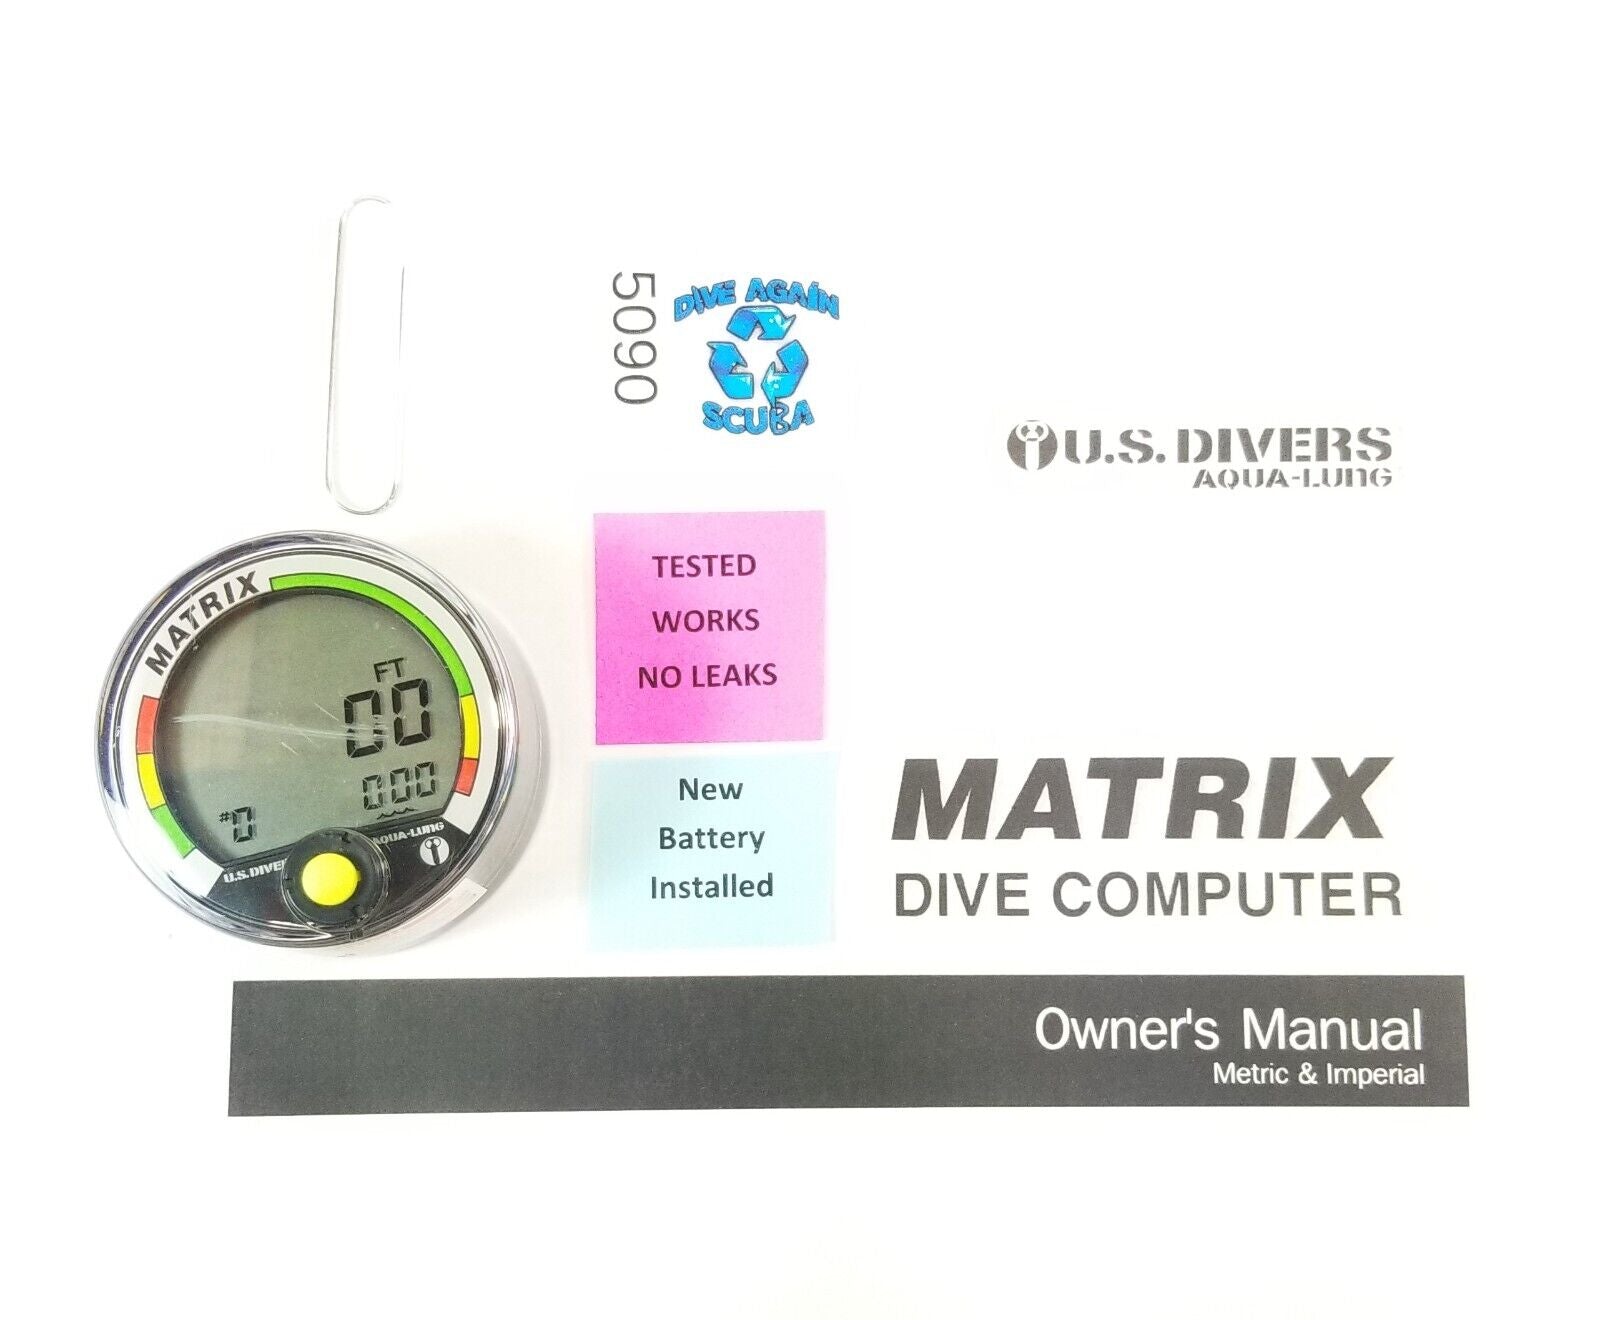 5090
DIVE AGAIN
SCUBA
U.S. DIVERS
AQUA-LUNG
TESTED
WORKS
NO LEAKS
New
Battery
Installed
MATRIX
FT
00
0:00
#0
AQUA-LUNG
U.S.DIVE
MATRIX
DIVE COMPUTER
Owner's Manual
Metric & Imperial